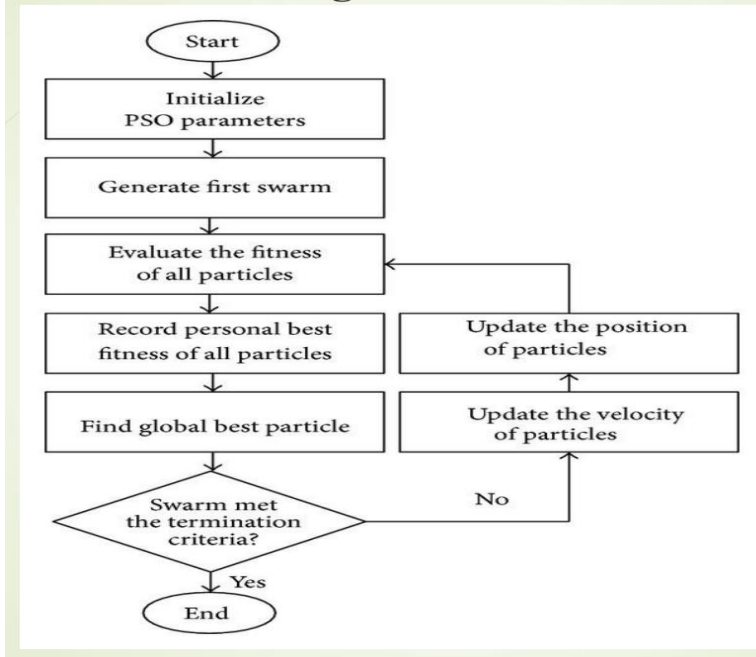 Start
Initialize
PSO parameters
Generate first swarm
Evaluate the fitness
of all particles
Record personal best
fitness of all particles
Find global best particle
Swarm met
the termination
criteria?
Yes
End
No
Update the velocity
of particles
Update the position
of particles